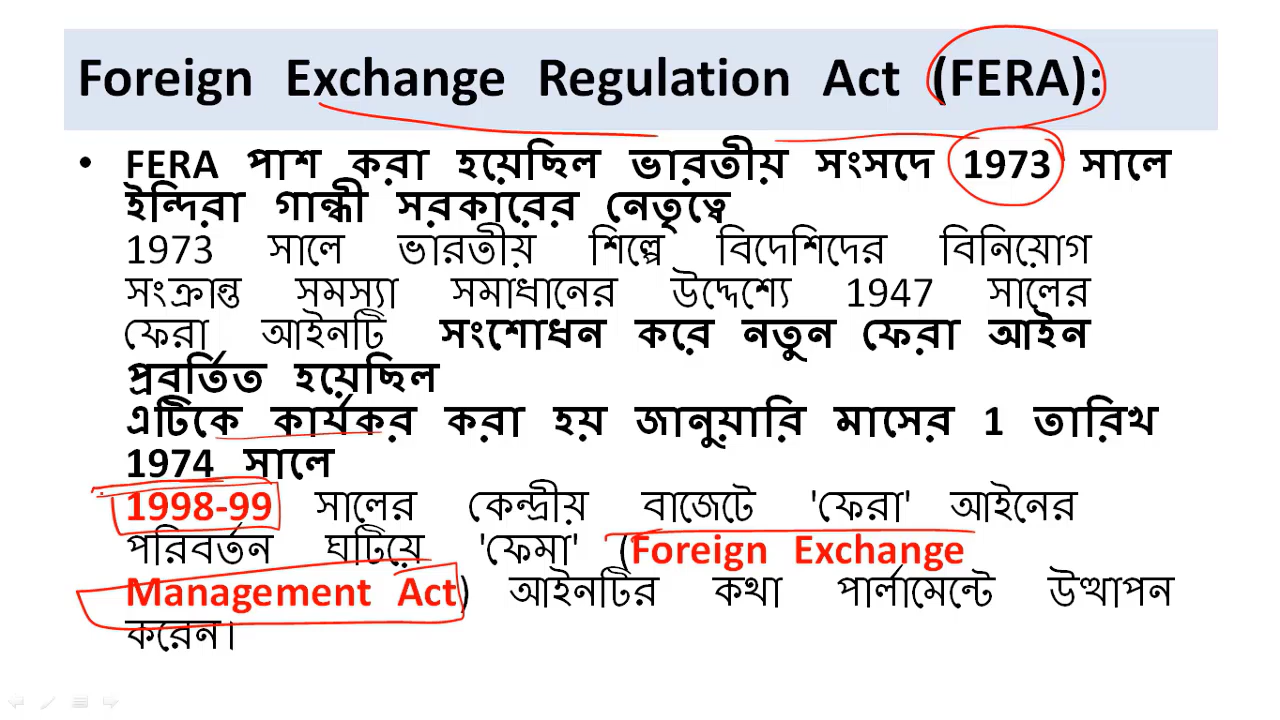 Foreign Exchange Regulation Act (FERA):
• FERA পাশ করা হয়েছিল ভারতীয় সংসদে 1973 সালে
ইন্দিরা গান্ধী সরকারের নেতৃত্বে
1973 সালে ভারতীয় শিল্পে বিদেশিদের বিনিয়োগ
সংক্রান্ত সমস্যা সমাধানের উদ্দেশ্যে 1947 সালের
ফেরা আইনটি সংশোধন করে নতুন ফেরা আইন
প্রবর্তিত হয়েছিল
এটিকে কার্যকর করা হয় জানুয়ারি মাসের 1 তারিখ
1974 সালে
1998-99 সালের কেন্দ্রীয় বাজেটে 'ফেরা' আইনের
পরিবর্তন ঘটিয়ে 'ফেমা' (Foreign Exchange
Management Act) আইনটির কথা পার্লামেন্টে উত্থাপন
করেন।